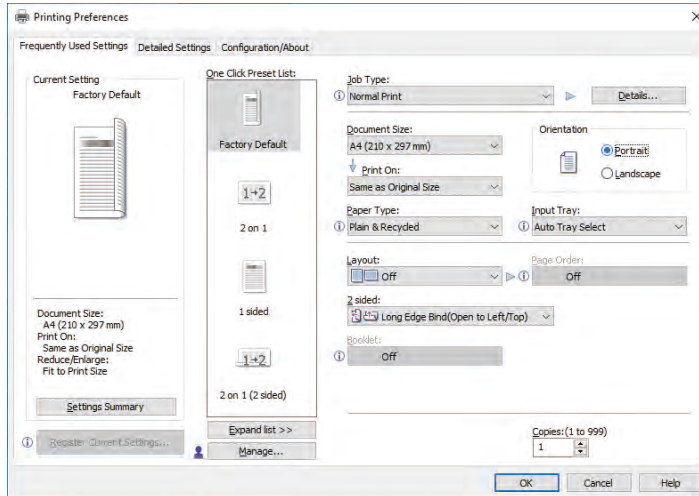 Printing Preferences
Frequently Used Settings Detailed Settings Configuration/About
Current Setting
Factory Default
Document Size:
A4 (210 x 297 mm)
Print On:
Same as Original Size
Reduce/Enlarge:
Fit to Print Size
Settings Summary
Register Current Settings...
One Click Preset List:
Factory Default
1→2
2 on 1
1 sided
1→2
2 on 1 (2 sided)
Expand list >>
Manage...
Job Type:
Normal Print
Details...
Document Size:
A4 (210 x 297 mm)
Print On:
Same as Original Size
Orientation
Portrait
Landscape
Paper Type:
Plain & Recycled
Input Tray:
Auto Tray Select
Layout:
Off
Page Order:
Off
2 sided:
Long Edge Bind(Open to Left/Top)
Booklet:
Off
Copies:(1 to 999)
1
OK Cancel Help